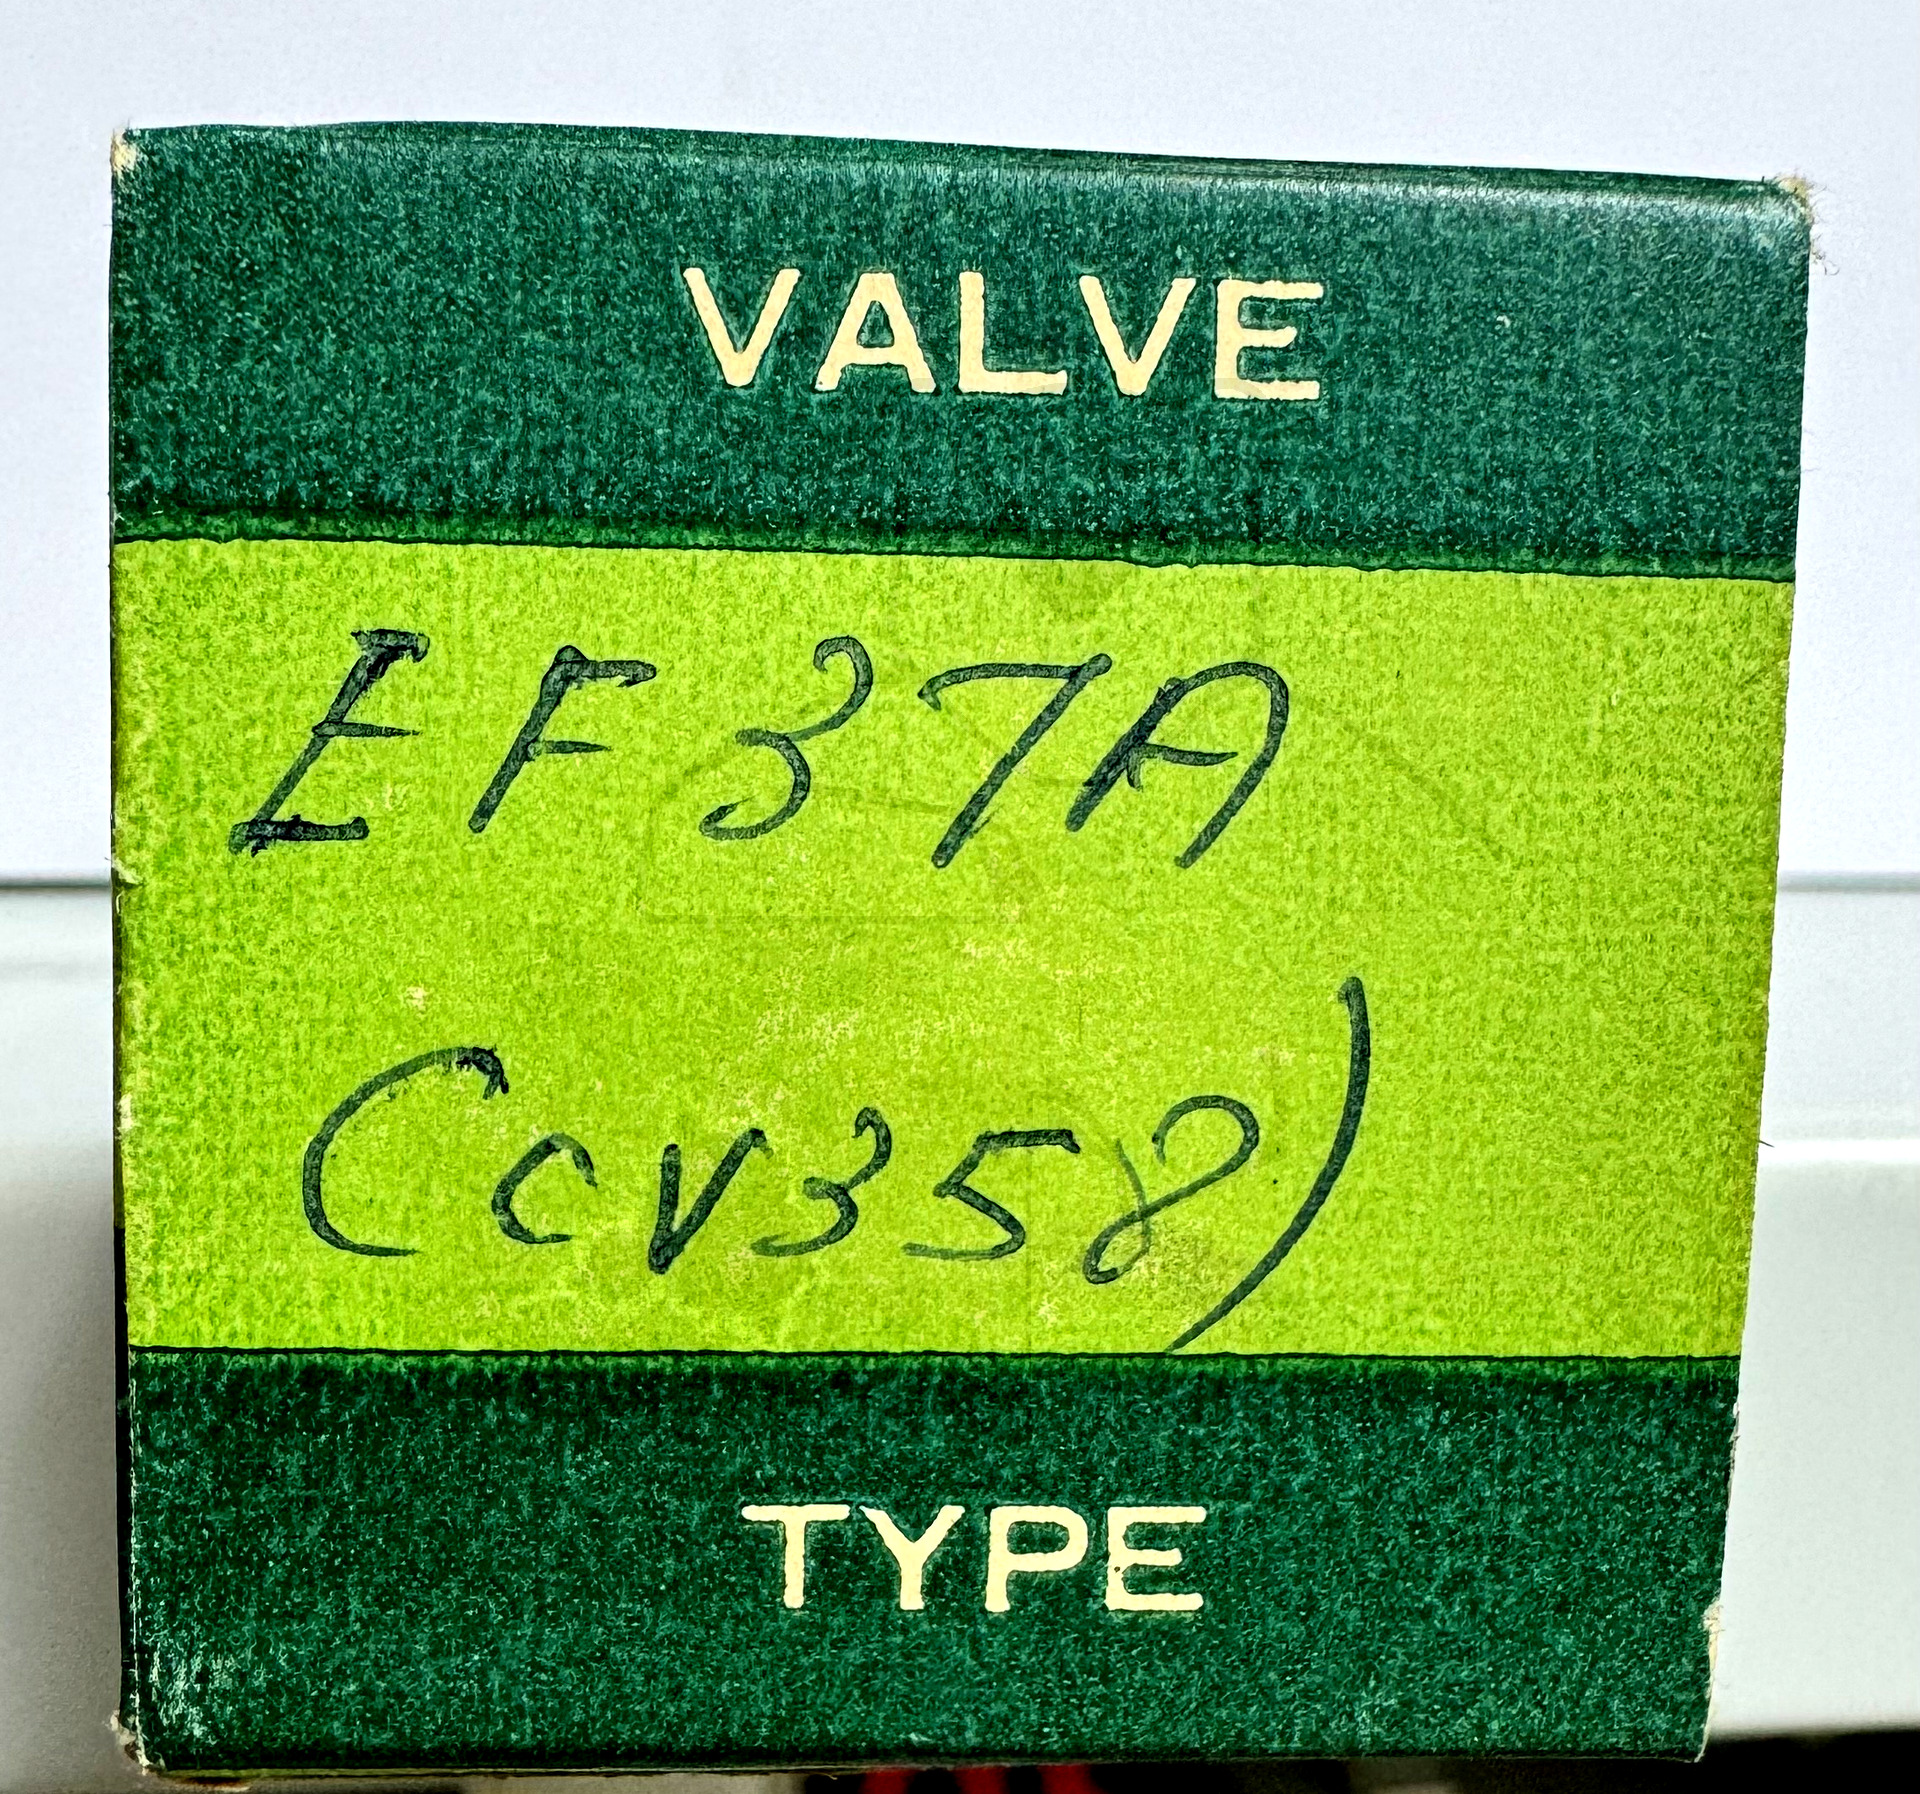 VALVE
EF37A
(CV358)
TYPE